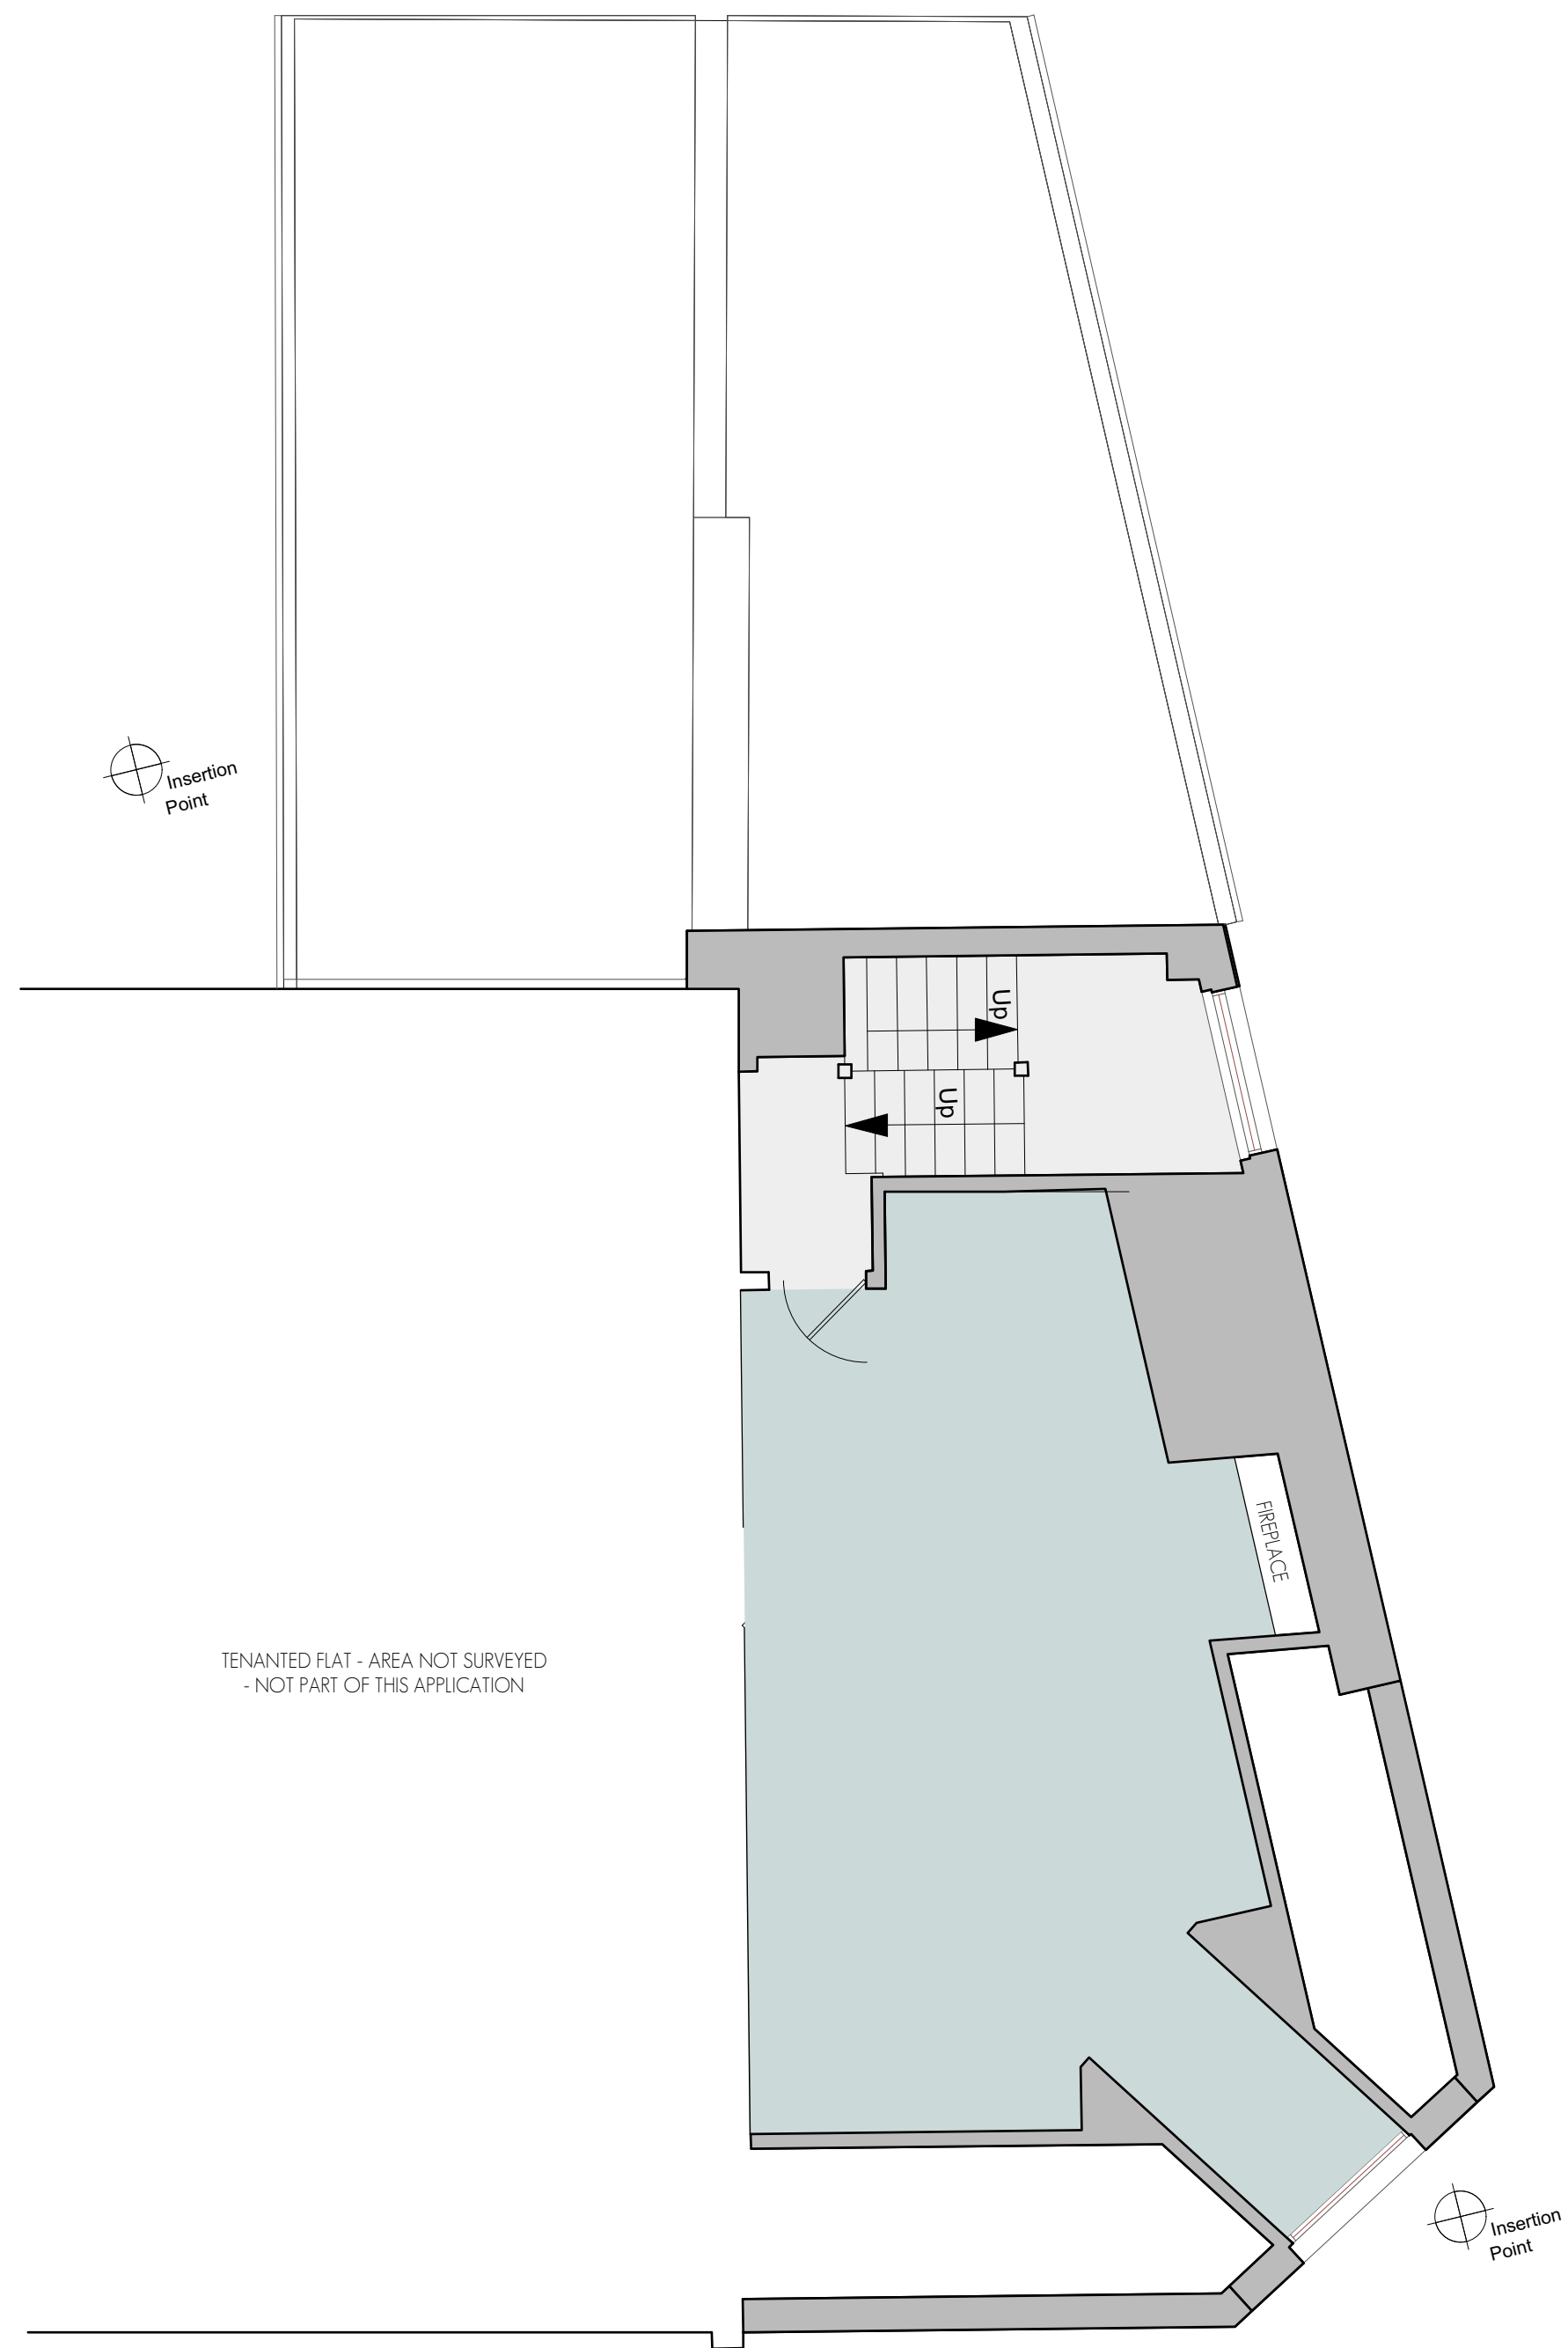 Insertion
Point
Up
Up
FIREPLACE
TENANTED FLAT - AREA NOT SURVEYED
- NOT PART OF THIS APPLICATION
Insertion
Point